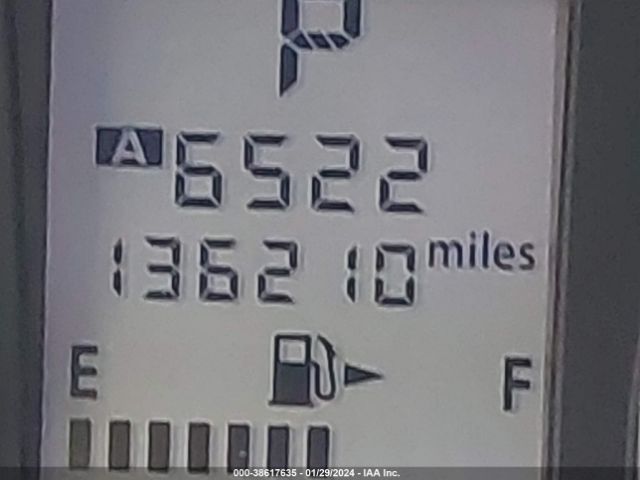 P
A 6522
136210 miles
E F
000-38617635 - 01/29/2024 - IAA Inc.